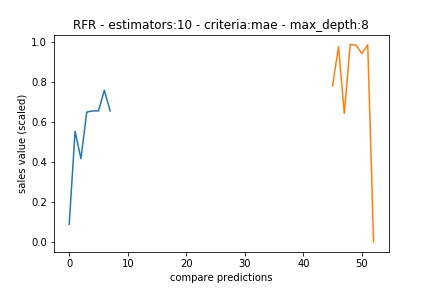 RFR - estimators:10 - criteria:mae - max_depth:8
1.0
0.8
0.6
0.4
0.2
0.0
sales value (scaled)
0 10 20 30 40 50
compare predictions